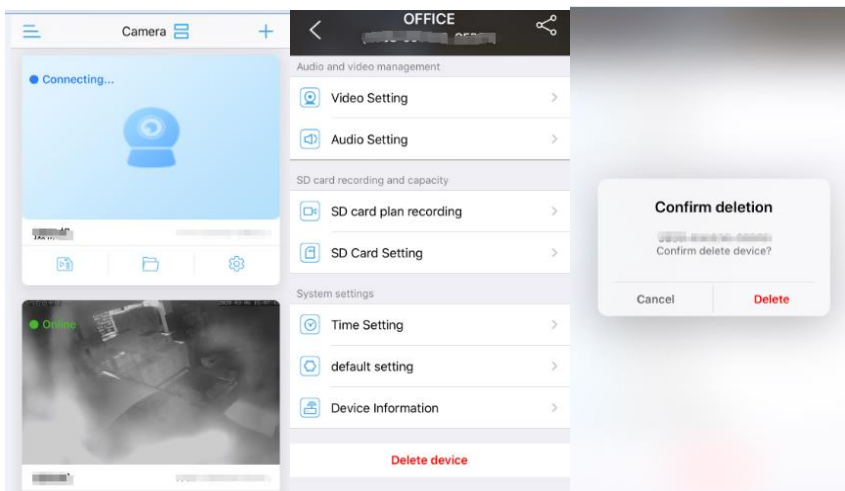 Camera
Connecting...
Online
OFFICE
Audio and video management
Video Setting
Audio Setting
SD card recording and capacity
SD card plan recording
SD Card Setting
System settings
Time Setting
default setting
Device Information
Delete device
Confirm deletion
Confirm delete device?
Cancel
Delete